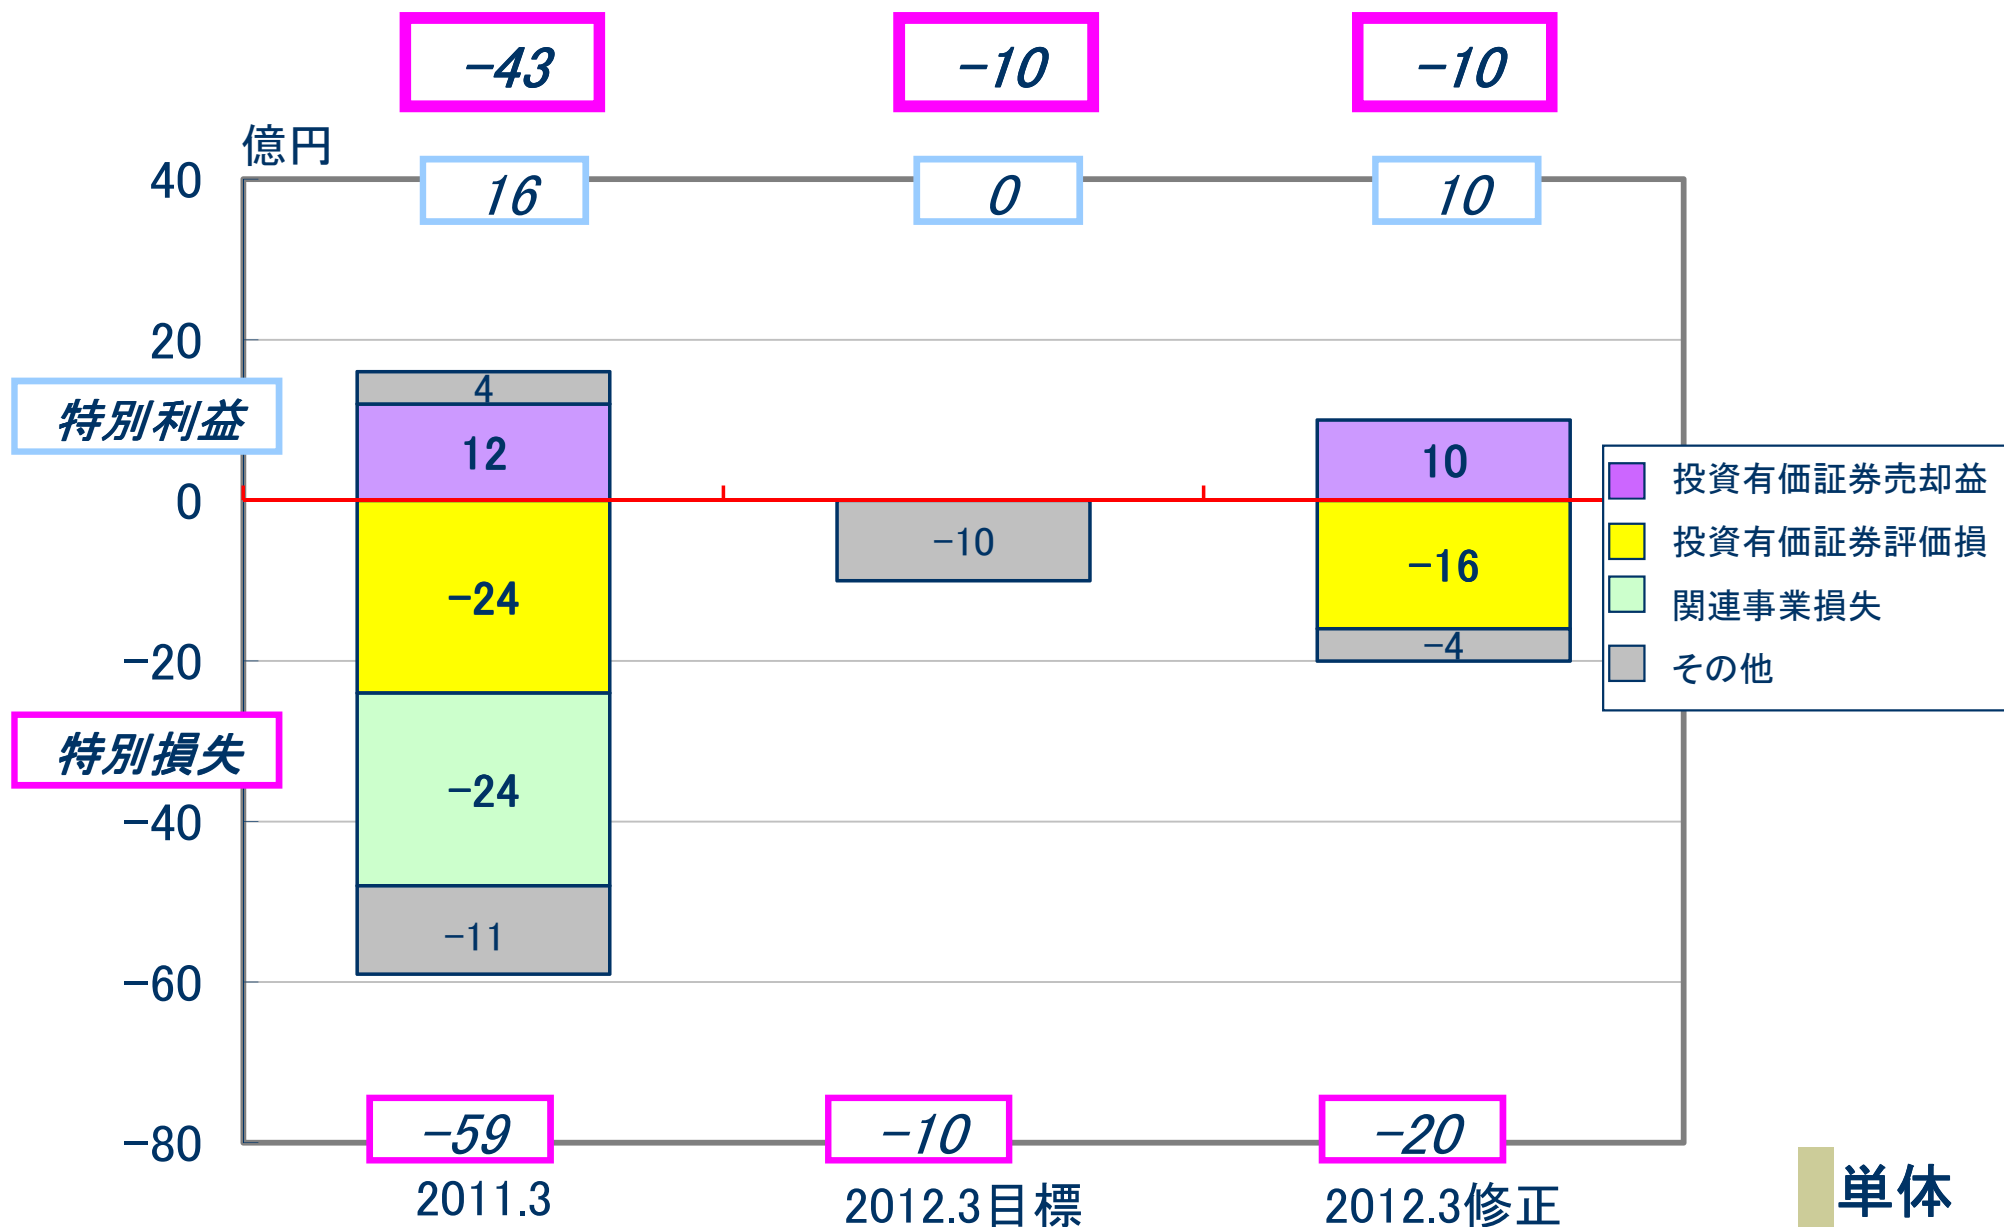 -43 -10 -10
億円
40 16 0 10
20
4
特別利益
12 10
0
投資有価証券売却益
-10
投資有価証券評価損
-24 -16
関連事業損失
-4
-20
その他
特別損失
-24
-40
-11
-60
-59 -10 -20
-80
2011.3 2012.3目標 2012.3修正
単体